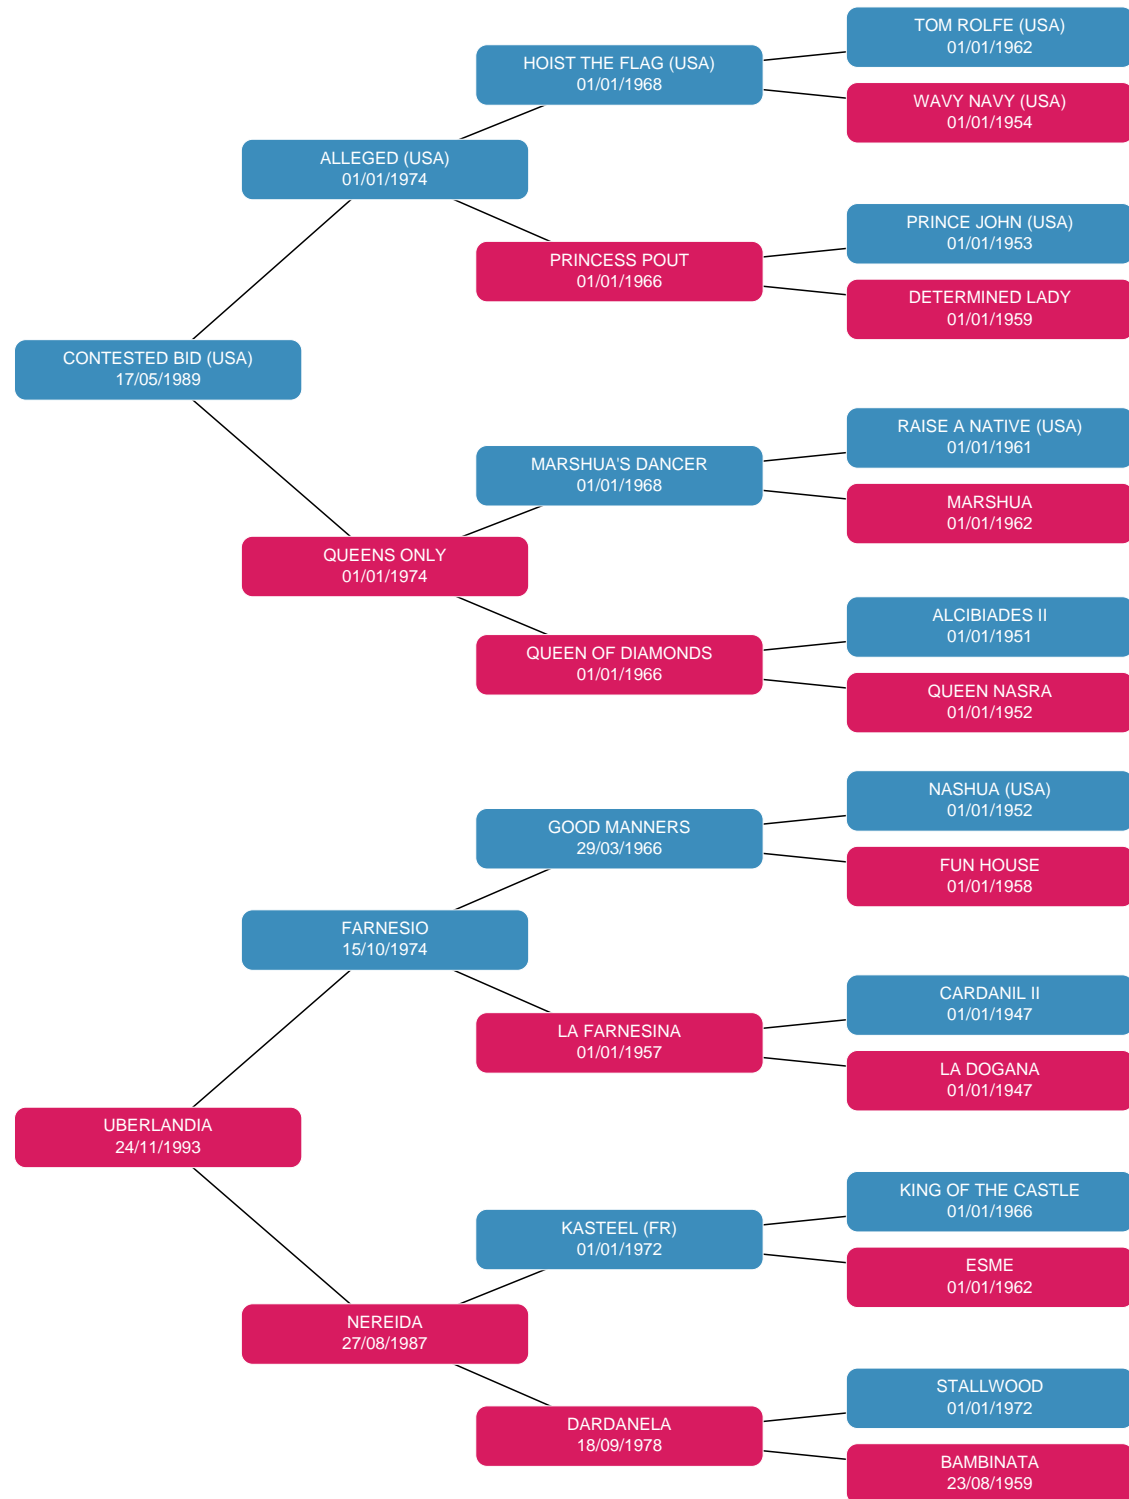 TOM ROLFE (USA)
01/01/1962
HOIST THE FLAG (USA)
01/01/1968
WAVY NAVY (USA)
01/01/1954
ALLEGED (USA)
01/01/1974
PRINCE JOHN (USA)
01/01/1953
PRINCESS POUT
01/01/1966
DETERMINED LADY
01/01/1959
CONTESTED BID (USA)
17/05/1989
RAISE A NATIVE (USA)
01/01/1961
MARSHUA'S DANCER
01/01/1968
MARSHUA
01/01/1962
QUEENS ONLY
01/01/1974
ALCIBIADES II
01/01/1951
QUEEN OF DIAMONDS
01/01/1966
QUEEN NASRA
01/01/1952
NASHUA (USA)
01/01/1952
GOOD MANNERS
29/03/1966
FUN HOUSE
01/01/1958
FARNESIO
15/10/1974
CARDANIL II
01/01/1947
LA FARNESINA
01/01/1957
LA DOGANA
01/01/1947
UBERLANDIA
24/11/1993
KING OF THE CASTLE
01/01/1966
KASTEEL (FR)
01/01/1972
ESME
01/01/1962
NEREIDA
27/08/1987
STALLWOOD
01/01/1972
DARDANELA
18/09/1978
BAMBINATA
23/08/1959